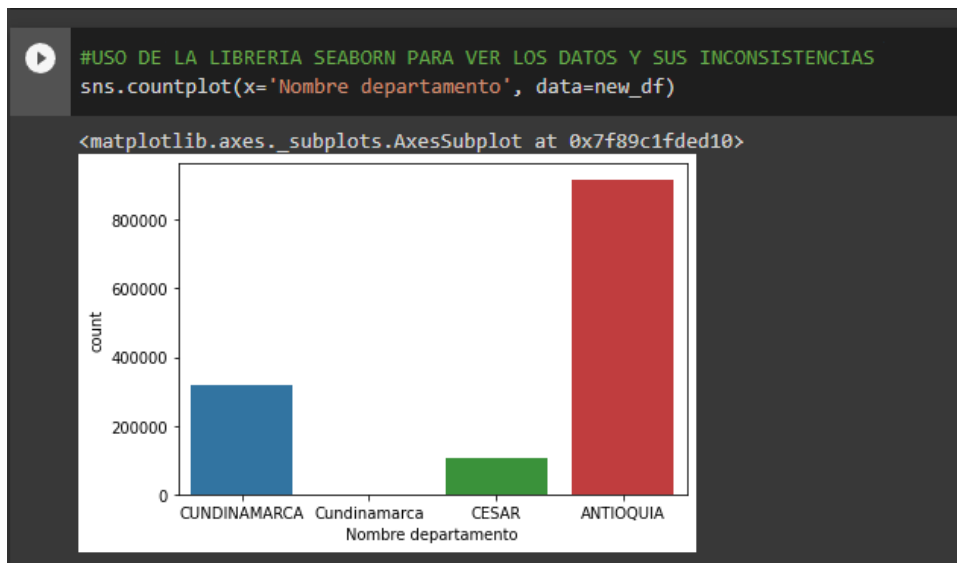 #USO DE LA LIBRERIA SEABORN PARA VER LOS DATOS Y SUS INCONSISTENCIAS
sns.countplot(x='Nombre departamento', data=new_df)
<matplotlib.axes._subplots.AxesSubplot at 0x7f89c1fded10>
800000
600000
400000
200000
0
count
CUNDINAMARCA Cundinamarca CESAR ANTIOQUIA
Nombre departamento